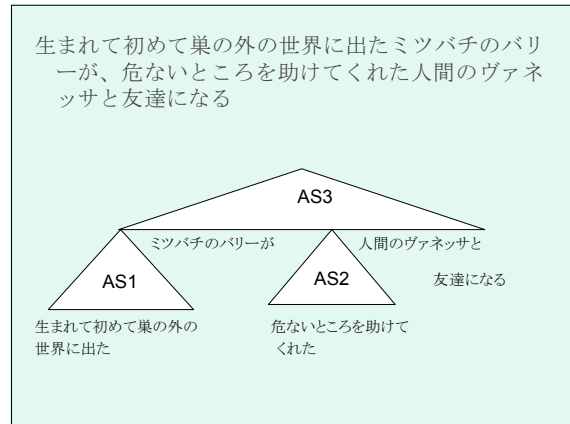 生まれて初めて巣の外の世界に出たミツバチのバリ
ーが、危ないところを助けてくれた人間のヴァネ
ッサと友達になる
AS3
ミツバチのバリーが
人間のヴァネッサと
AS1
AS2
友達になる
生まれて初めて巣の外の
世界に出た
危ないところを助けて
くれた